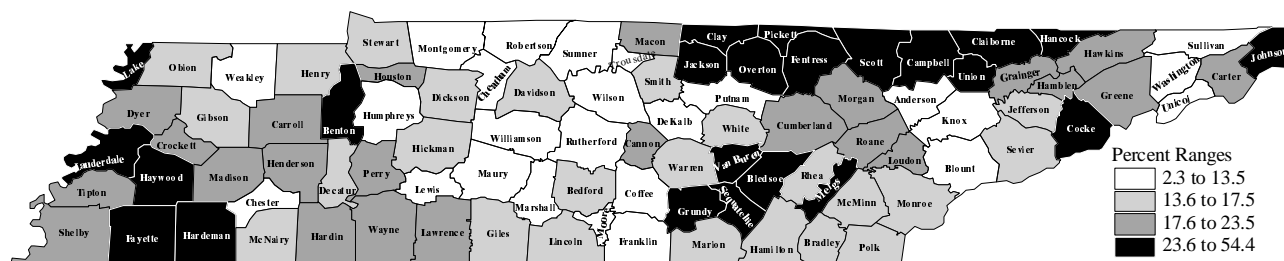 Stewart
Montgomery
Robertson
Sumner
Macon
Clay
Pickett
Claiborne
Hancock
Hawkins
Sullivan
Johnson
Lake
Obion
Weakley
Henry
Houston
Cheatham
Trousdale
Smith
Jackson
Overton
Fentress
Scott
Campbell
Union
Grainger
Hamblen
Washington
Carter
Unicoi
Greene
Dyer
Gibson
Carroll
Benton
Humphreys
Dickson
Davidson
Wilson
Putnam
DeKalb
White
Cumberland
Morgan
Anderson
Knox
Jefferson
Cocke
Sevier
Lauderdale
Crockett
Haywood
Madison
Henderson
Decatur
Perry
Hickman
Williamson
Rutherford
Cannon
Warren
Van Buren
Bledsoe
Rhea
Meigs
Roane
Loudon
Blount
Monroe
McMinn
Tipton
Chester
Lewis
Maury
Marshall
Bedford
Coffee
Moore
Grundy
Sequatchie
Shelby
Fayette
Hardeman
McNairy
Hardin
Wayne
Lawrence
Giles
Lincoln
Franklin
Marion
Hamilton
Bradley
Polk
Percent Ranges
2.3 to 13.5
13.6 to 17.5
17.6 to 23.5
23.6 to 54.4